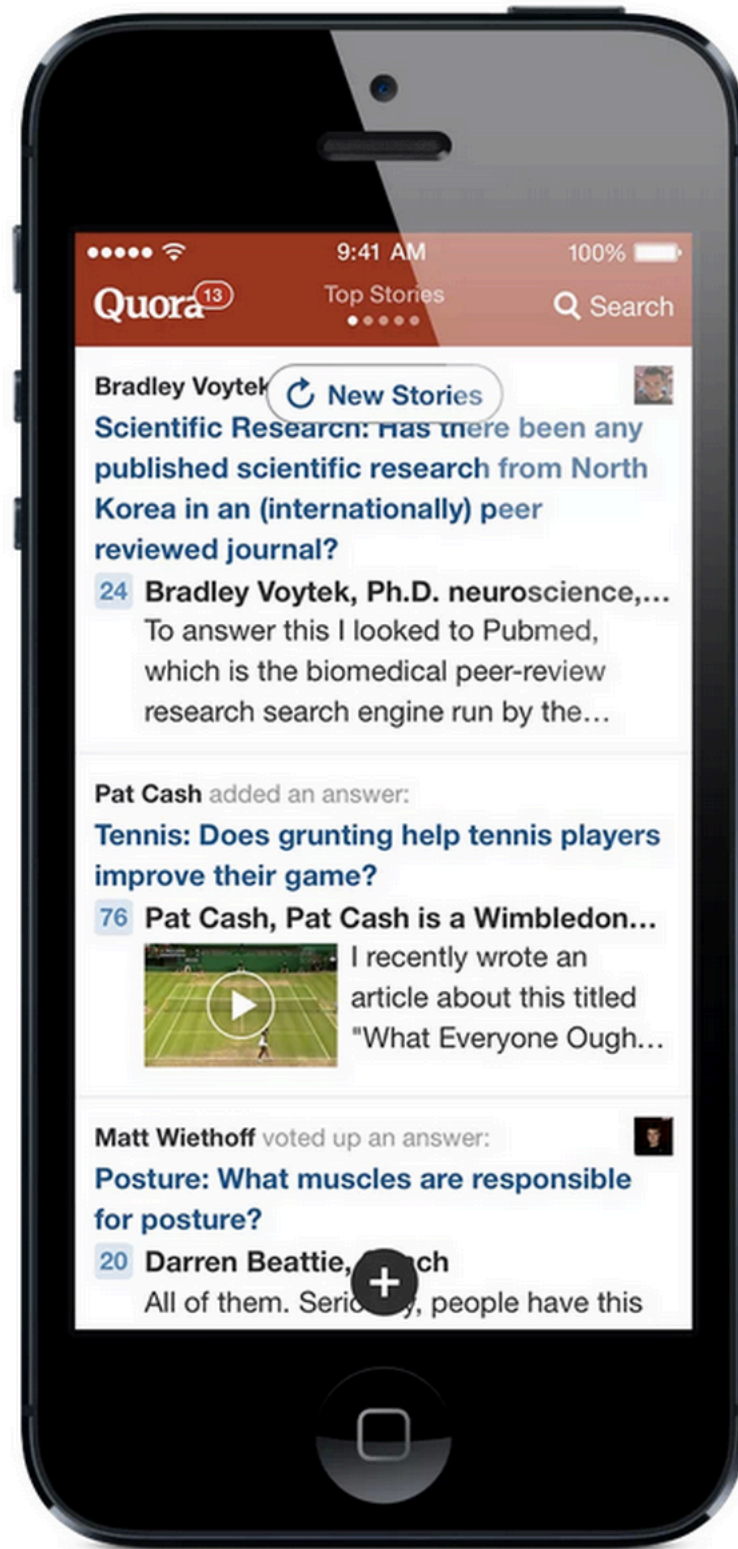 9:41 AM 100%
Quora 13 Top Stories Search
Bradley Voytek New Stories
Scientific Research: Has there been any
published scientific research from North
Korea in an (internationally) peer
reviewed journal?
24 Bradley Voytek, Ph.D. neuroscience,...
To answer this I looked to Pubmed,
which is the biomedical peer-review
research search engine run by the...
Pat Cash added an answer:
Tennis: Does grunting help tennis players
improve their game?
76 Pat Cash, Pat Cash is a Wimbledon...
I recently wrote an
article about this titled
"What Everyone Ough...
Matt Wiethoff voted up an answer:
Posture: What muscles are responsible
for posture?
20 Darren Beattie,
All of them. people have this